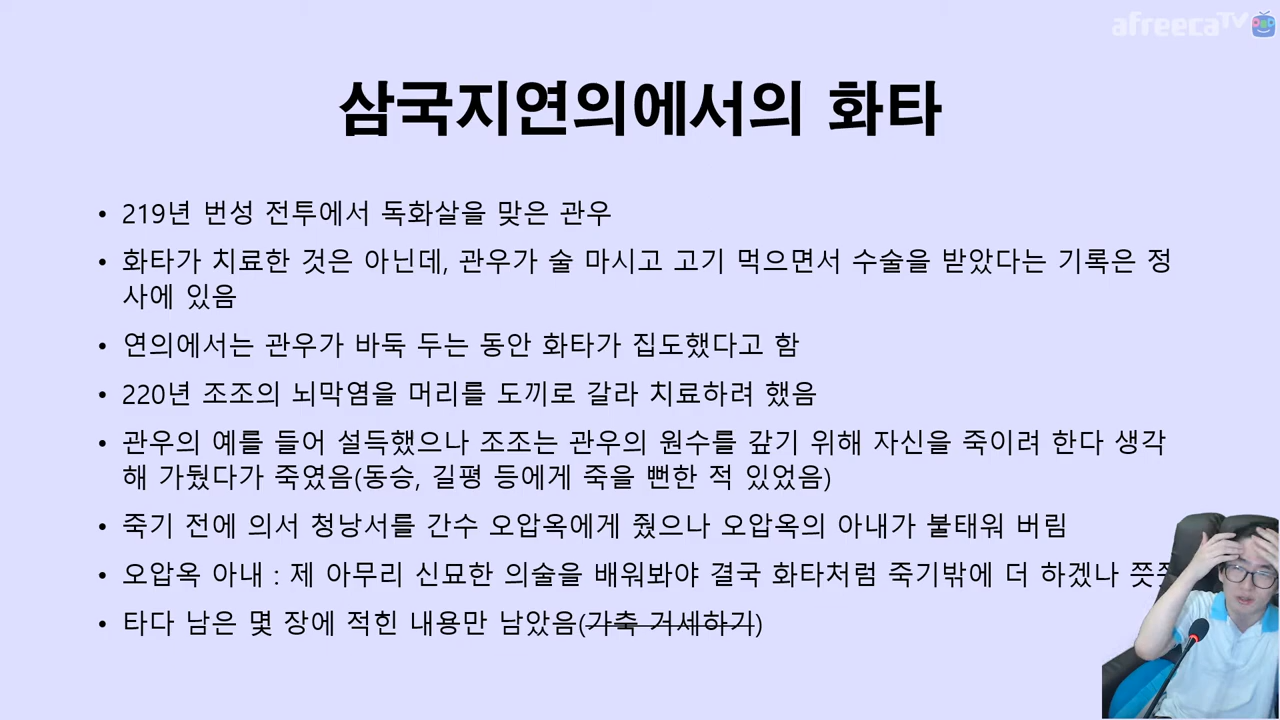 afreecaTV
삼국지연의에서의 화타
• 219년 번성 전투에서 독화살을 맞은 관우
• 화타가 치료한 것은 아닌데, 관우가 술 마시고 고기 먹으면서 수술을 받았다는 기록은 정
사에 있음
• 연의에서는 관우가 바둑 두는 동안 화타가 집도했다고 함
• 220년 조조의 뇌막염을 머리를 도끼로 갈라 치료하려 했음
• 관우의 예를 들어 설득했으나 조조는 관우의 원수를 갚기 위해 자신을 죽이려 한다 생각
해 가뒀다가 죽였음(동승, 길평 등에게 죽을 뻔한 적 있었음)
• 죽기 전에 의서 청낭서를 간수 오압옥에게 줬으나 오압옥의 아내가 불태워 버림
• 오압옥 아내 : 제 아무리 신묘한 의술을 배워봐야 결국 화타처럼 죽기밖에 더 하겠나
• 타다 남은 몇 장에 적힌 내용만 남았음(가축 거세하기)